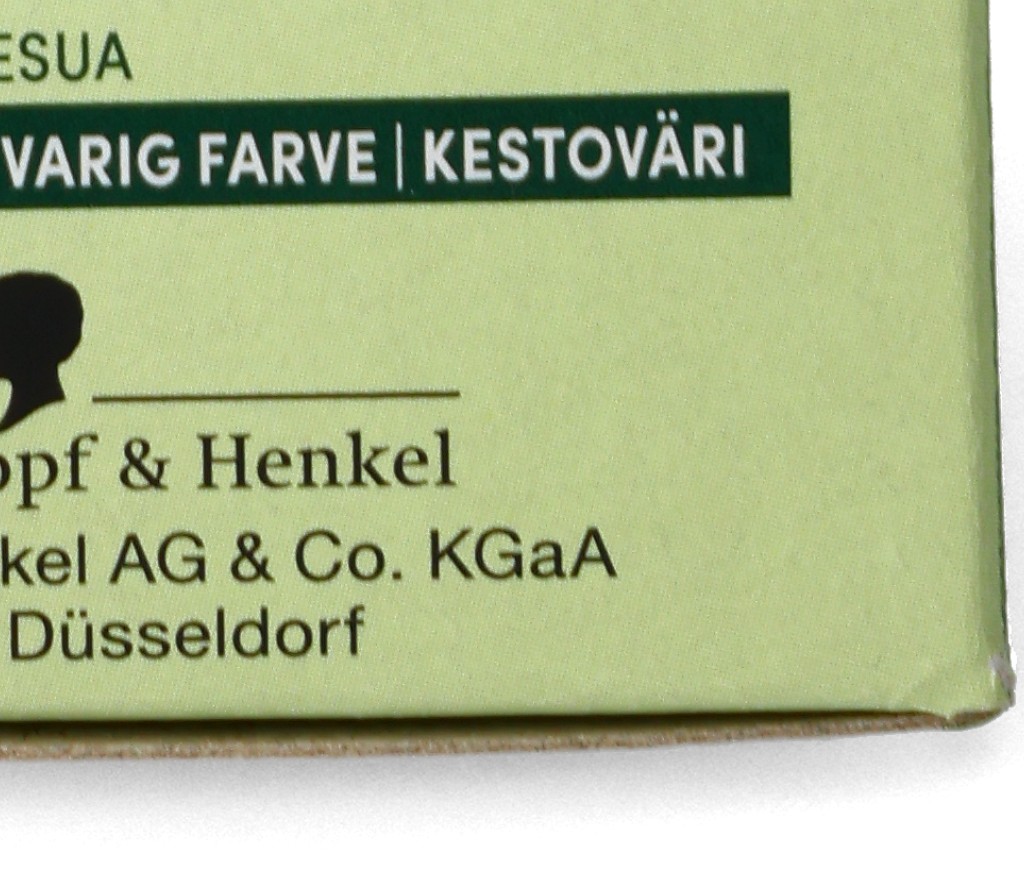 ESUA
VARIG FARVE | KESTOVÄRI
opf & Henkel
kel AG & Co. KGaA
Düsseldorf